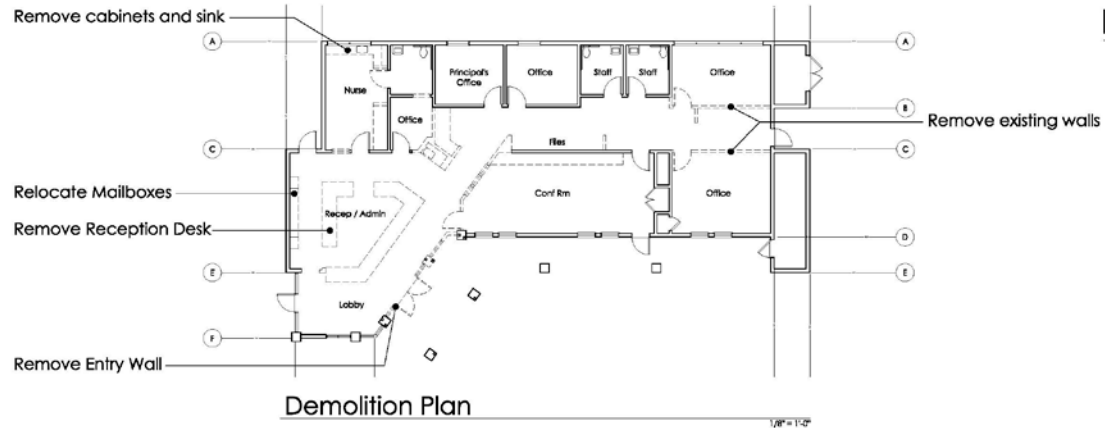 Remove cabinets and sink
A
A
Principal's
Office
Office
Staff
Staff
Office
Nurse
B
Office
Remove existing walls
Files
C
C
Relocate Mailboxes
Conf Rm
Office
Recep / Admin
Remove Reception Desk
D
E
E
Lobby
F
Remove Entry Wall
Demolition Plan
1/8" = 1'-0"